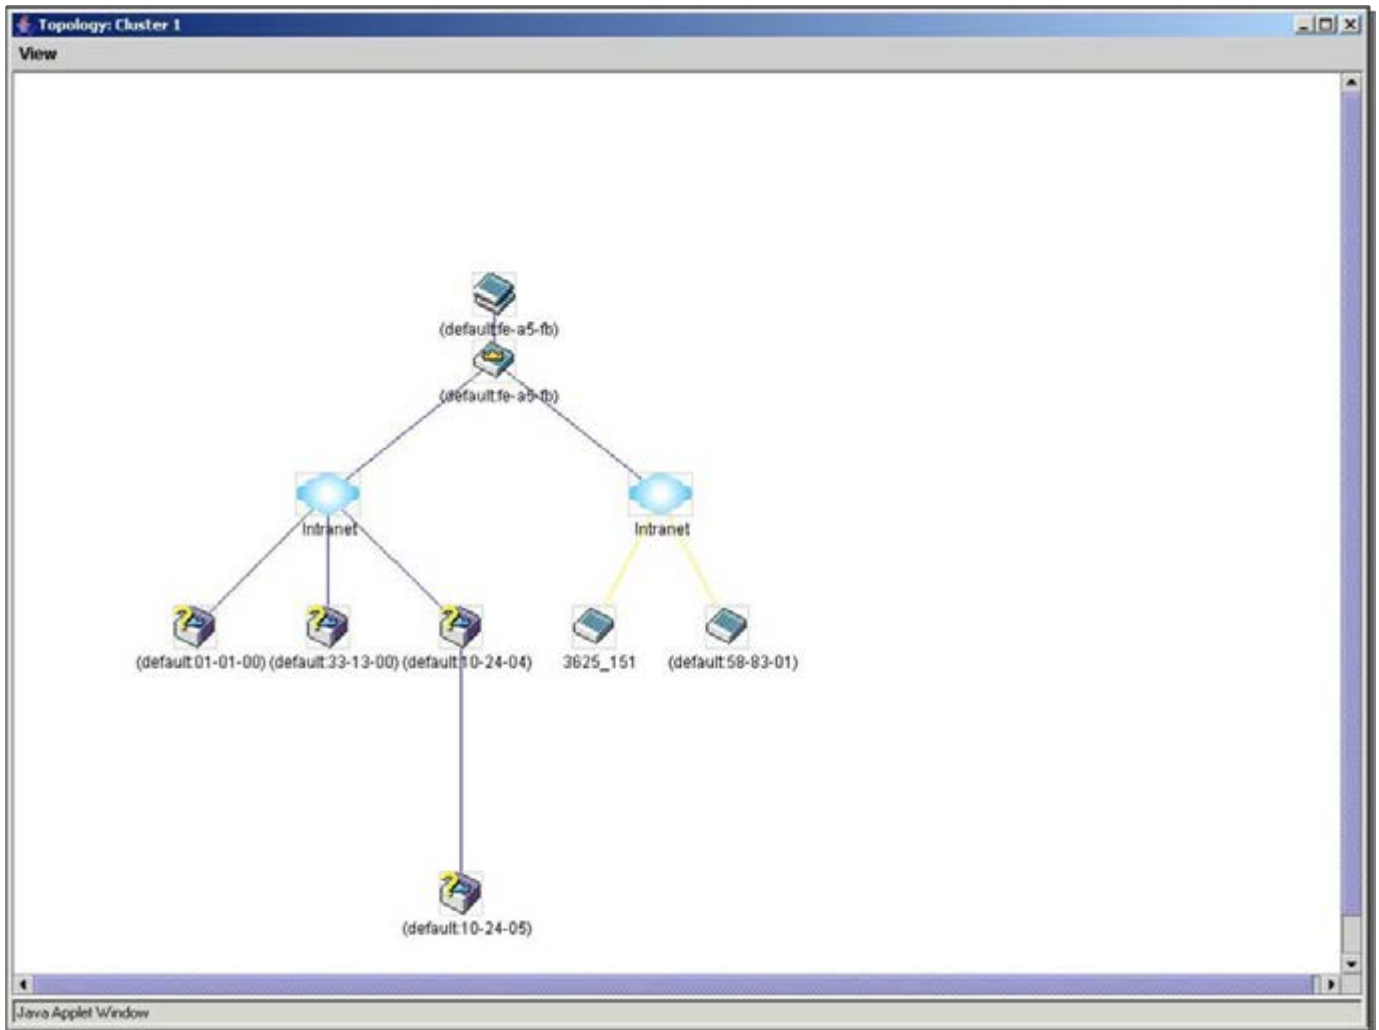 Topology: Cluster 1
View
(default:fe-a5-fb)
(default:fe-a5-fb)
Intranet Intranet
(default:01-01-00) (default:33-13-00) (default:10-24-04) 3625_151 (default:58-83-01)
(default:10-24-05)
Java Applet Window